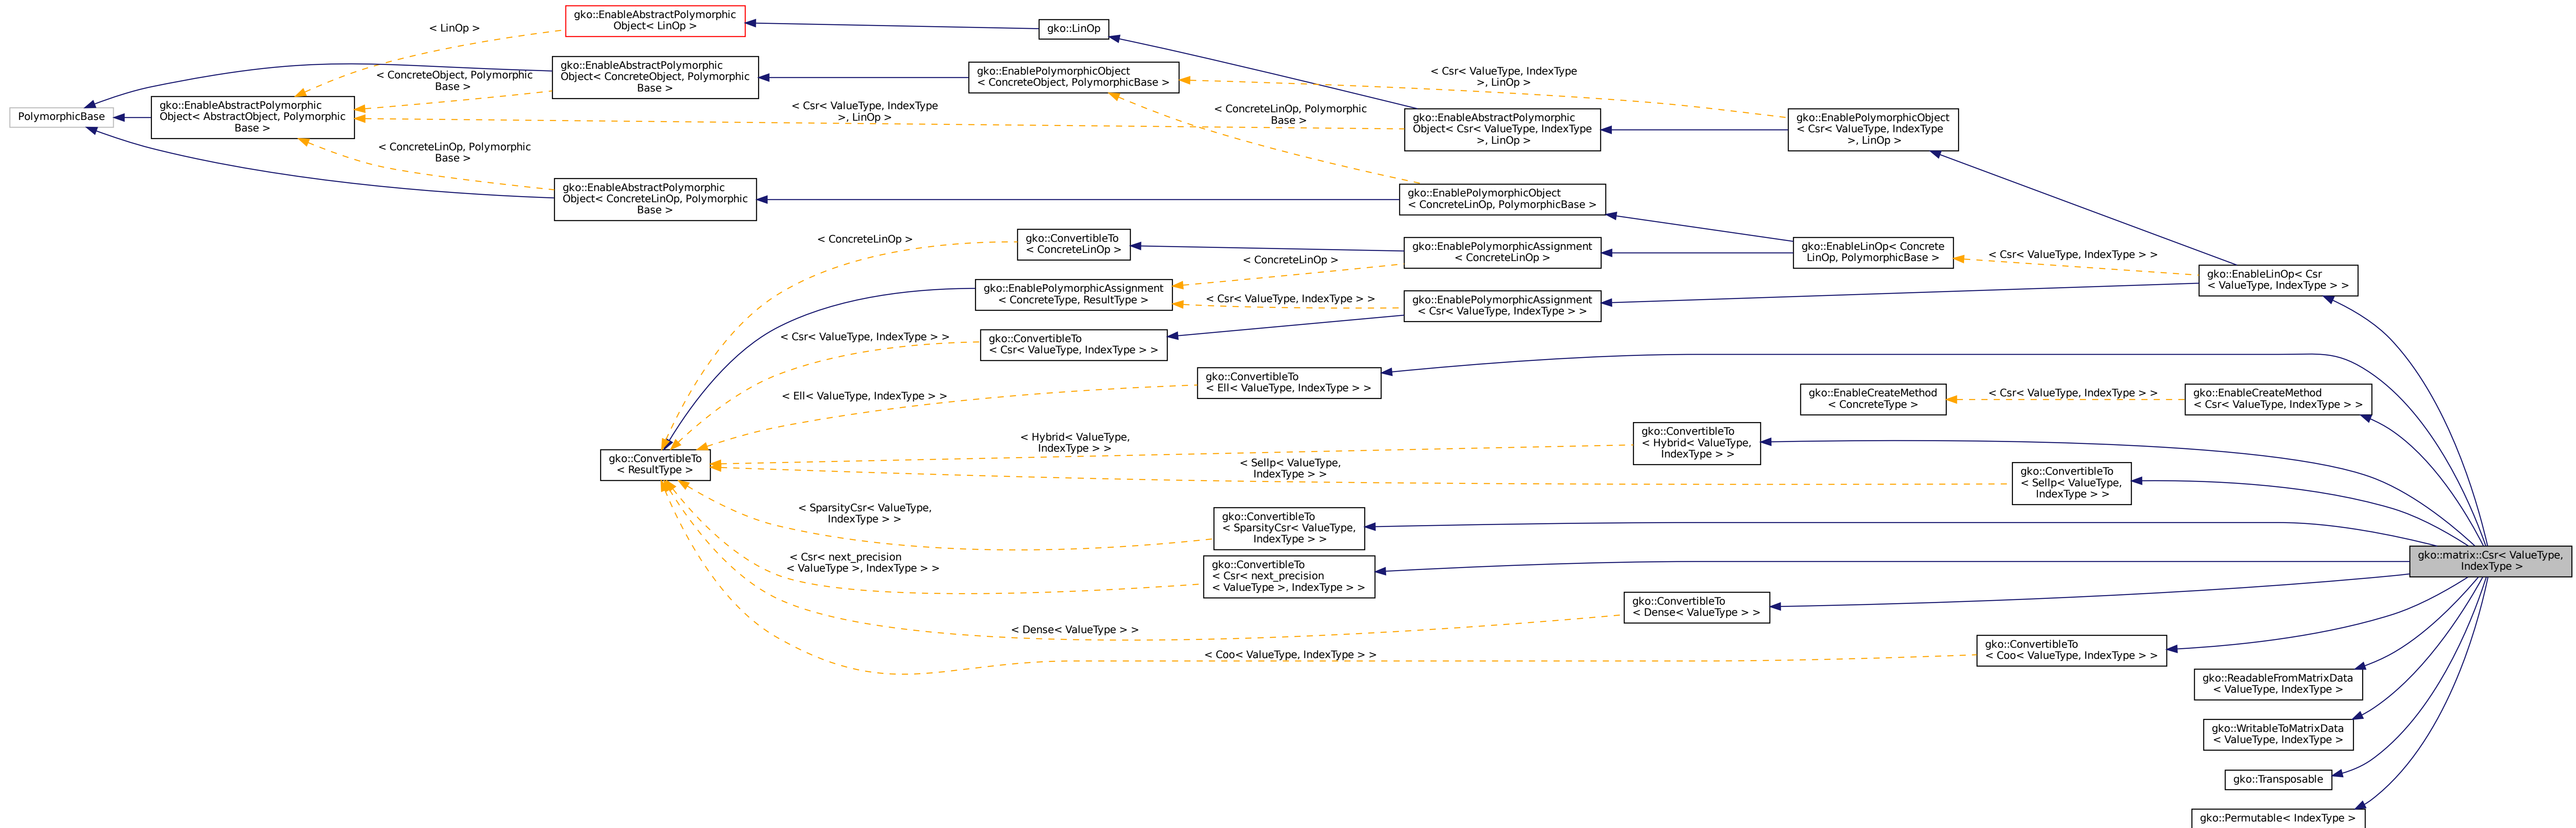 gko::EnableAbstractPolymorphic
Object< LinOp >
gko::LinOp
< LinOp >
gko::EnableAbstractPolymorphic
Object< ConcreteObject, Polymorphic
Base >
gko::EnablePolymorphicObject
< ConcreteObject, PolymorphicBase >
< ConcreteObject, Polymorphic
Base >
< Csr< ValueType, IndexType
>, LinOp >
PolymorphicBase
gko::EnableAbstractPolymorphic
Object< AbstractObject, Polymorphic
Base >
< Csr< ValueType, IndexType
>, LinOp >
< ConcreteLinOp, Polymorphic
Base >
gko::EnableAbstractPolymorphic
Object< Csr< ValueType, IndexType
>, LinOp >
gko::EnablePolymorphicObject
< Csr< ValueType, IndexType
>, LinOp >
< ConcreteLinOp, Polymorphic
Base >
gko::EnableAbstractPolymorphic
Object< ConcreteLinOp, Polymorphic
Base >
gko::EnablePolymorphicObject
< ConcreteLinOp, PolymorphicBase >
< ConcreteLinOp >
gko::ConvertibleTo
< ConcreteLinOp >
gko::EnablePolymorphicAssignment
< ConcreteLinOp >
gko::EnableLinOp< Concrete
LinOp, PolymorphicBase >
< Csr< ValueType, IndexType > >
gko::EnableLinOp< Csr
< ValueType, IndexType > >
< ConcreteLinOp >
gko::EnablePolymorphicAssignment
< ConcreteType, ResultType >
< Csr< ValueType, IndexType > >
gko::EnablePolymorphicAssignment
< Csr< ValueType, IndexType > >
< Csr< ValueType, IndexType > >
gko::ConvertibleTo
< Csr< ValueType, IndexType > >
< Ell< ValueType, IndexType > >
gko::ConvertibleTo
< Ell< ValueType, IndexType > >
gko::EnableCreateMethod
< ConcreteType >
< Csr< ValueType, IndexType > >
gko::EnableCreateMethod
< Csr< ValueType, IndexType > >
gko::ConvertibleTo
< ResultType >
< Hybrid< ValueType,
IndexType > >
gko::ConvertibleTo
< Hybrid< ValueType,
IndexType > >
< Sellp< ValueType,
IndexType > >
gko::ConvertibleTo
< Sellp< ValueType,
IndexType > >
< SparsityCsr< ValueType,
IndexType > >
gko::ConvertibleTo
< SparsityCsr< ValueType,
IndexType > >
gko::matrix::Csr< ValueType,
IndexType >
< Csr< next_precision
< ValueType >, IndexType > >
gko::ConvertibleTo
< Csr< next_precision
< ValueType >, IndexType > >
< Dense< ValueType > >
gko::ConvertibleTo
< Dense< ValueType > >
< Coo< ValueType, IndexType > >
gko::ConvertibleTo
< Coo< ValueType, IndexType > >
gko::ReadableFromMatrixData
< ValueType, IndexType >
gko::WritableToMatrixData
< ValueType, IndexType >
gko::Transposable
gko::Permutable< IndexType >